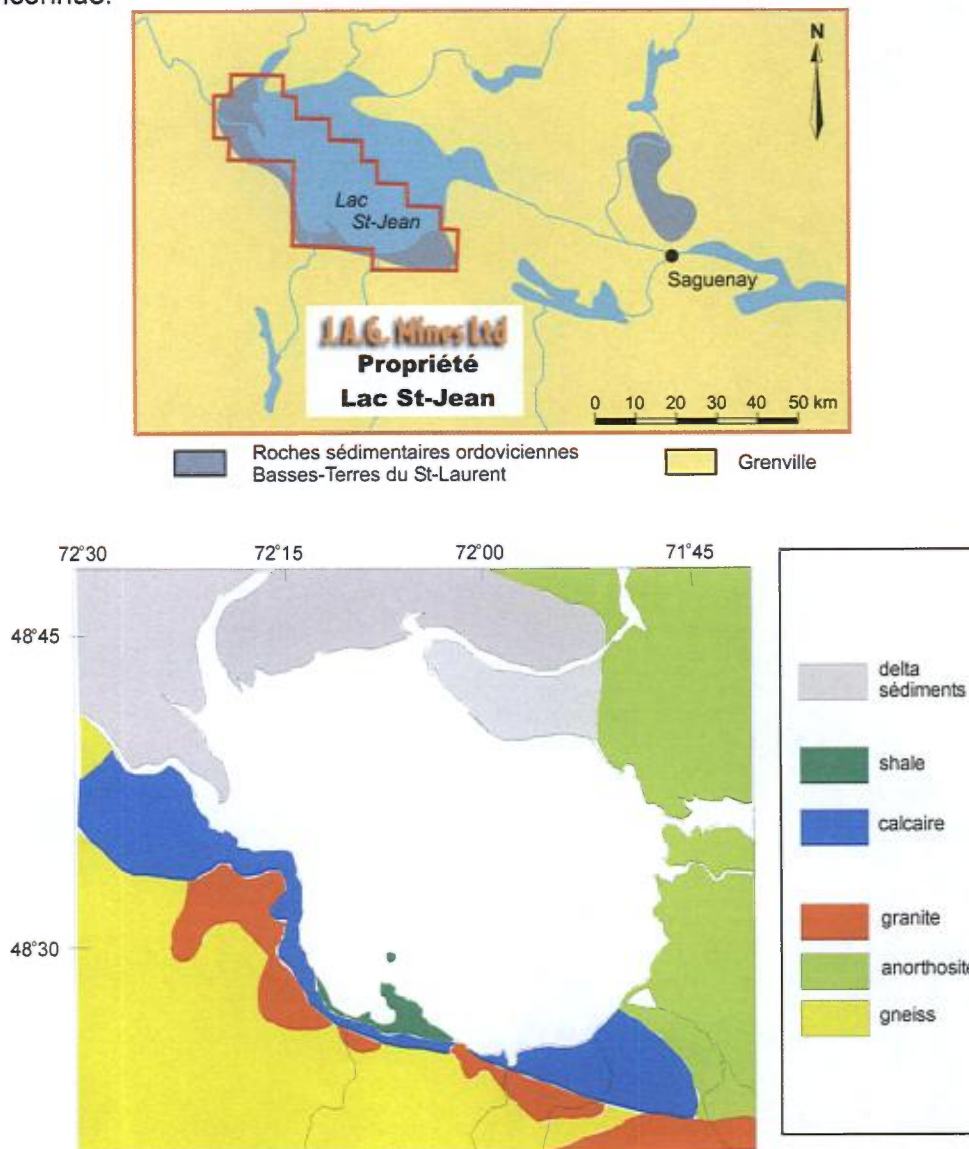 N
Lac
St-Jean
Saguenay
J.A.G. Mines Ltd
Propriété
Lac St-Jean
0 10 20 30 40 50 km
Roches sédimentaires ordoviciennes
Basses-Terres du St-Laurent
Grenville
72°30 72°15 72°00 71°45
48°45
48°30
delta
sédiments
shale
calcaire
granite
anorthosite
gneiss